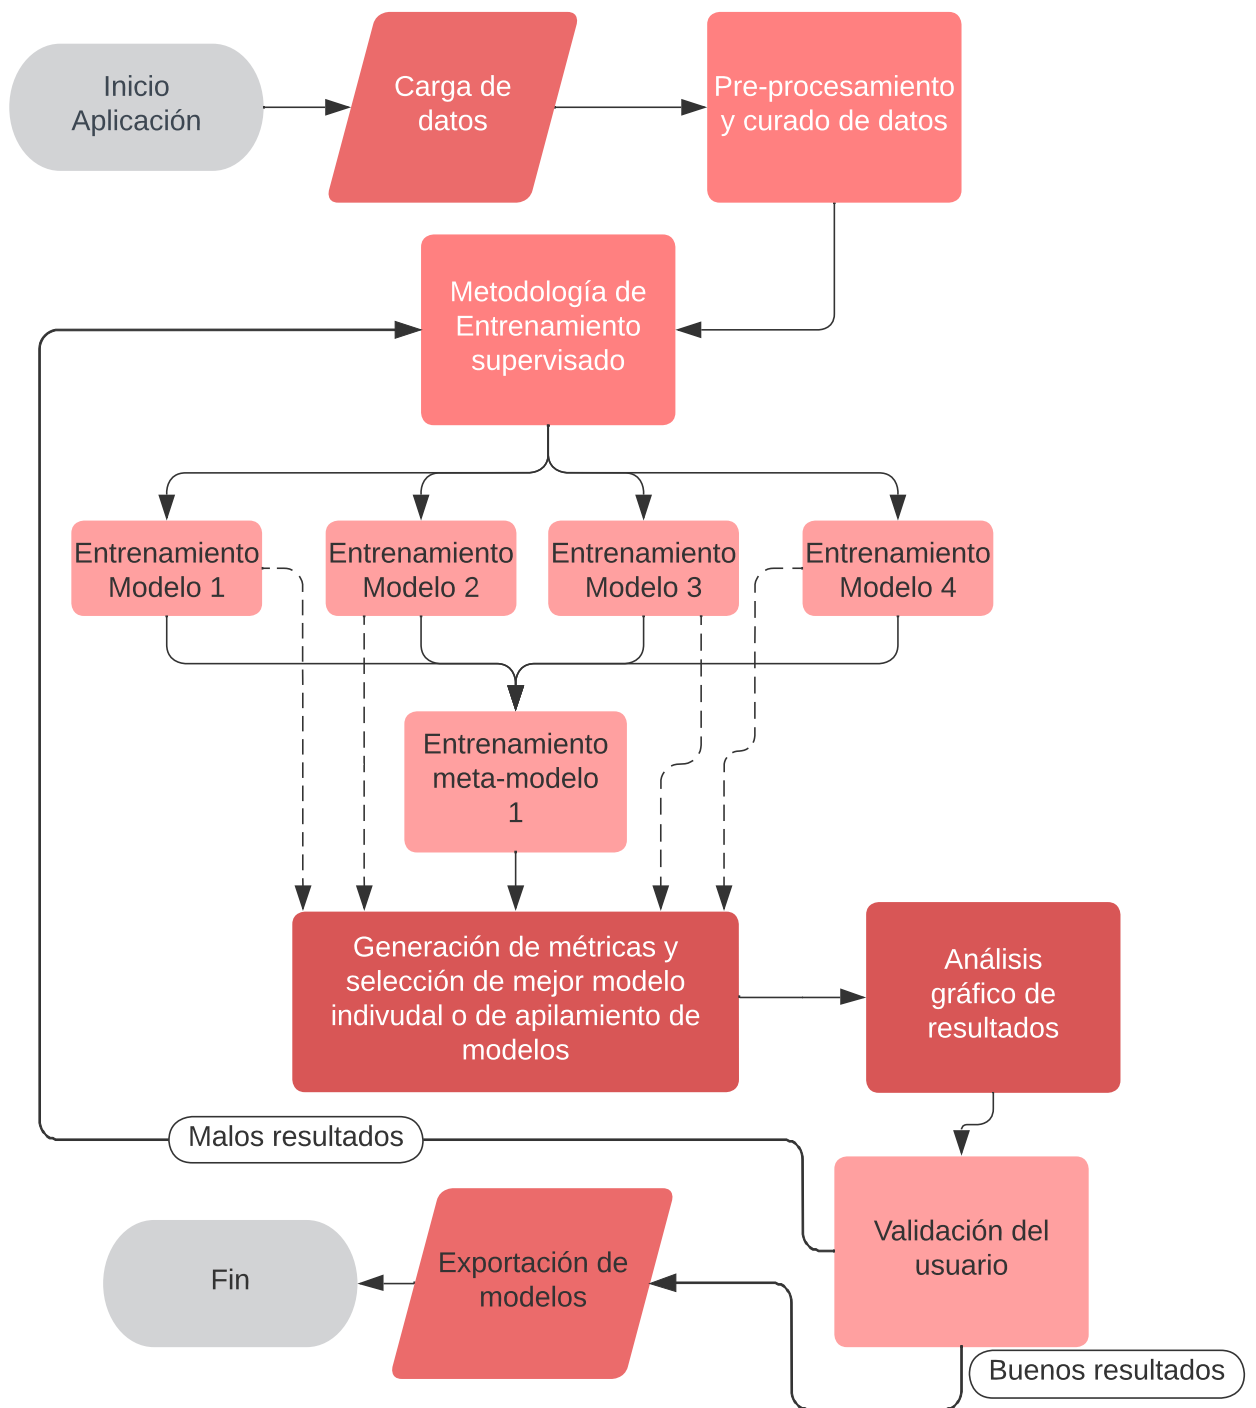 Inicio
Aplicación
Carga de
datos
Pre-procesamiento
y curado de datos
Metodología de
Entrenamiento
supervisado
Entrenamiento
Modelo 1
Entrenamiento
Modelo 2
Entrenamiento
Modelo 3
Entrenamiento
Modelo 4
Entrenamiento
meta-modelo
1
Generación de métricas y
selección de mejor modelo
indivudal o de apilamiento de
modelos
Análisis
gráfico de
resultados
Malos resultados
Validación del
usuario
Buenos resultados
Exportación de
modelos
Fin